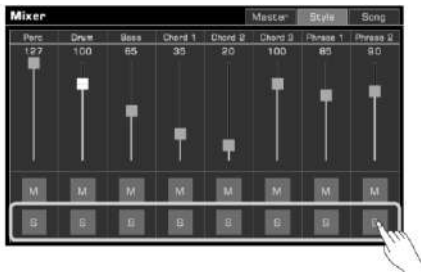 Mixer Master Style Song
Perc Drum Bass Chord 1 Chord 2 Chord 3 Phrase 1 Phrase 2
127 100 65 35 20 100 85 90
M M M M M M M M
S S S S S S S S